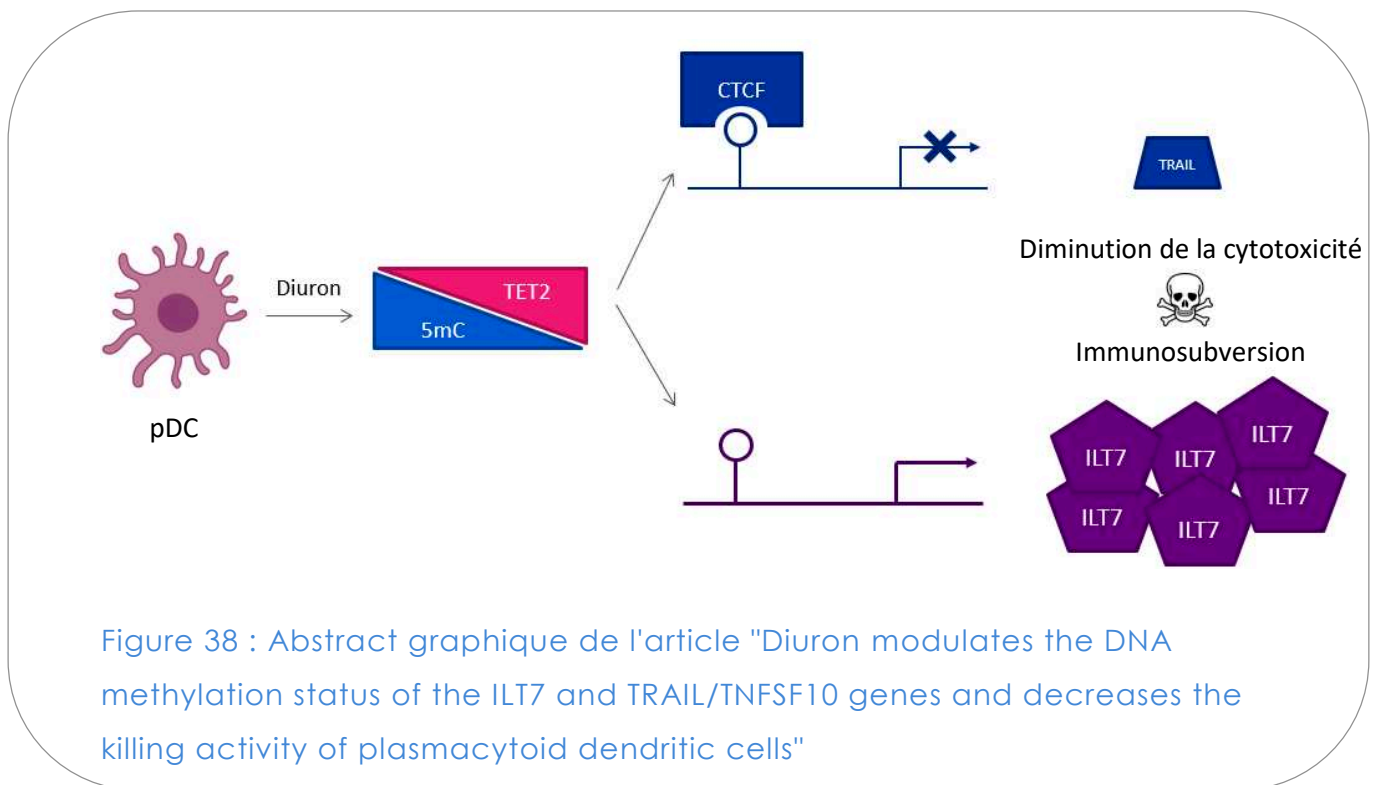 CTCF
TRAIL
Diminution de la cytotoxicité
Diuron
TET2
5mC
Immunosubversion
pDC
ILT7
ILT7
ILT7
ILT7
ILT7
ILT7
Figure 38 : Abstract graphique de l'article "Diuron modulates the DNA
methylation status of the ILT7 and TRAIL/TNFSF10 genes and decreases the
killing activity of plasmacytoid dendritic cells"